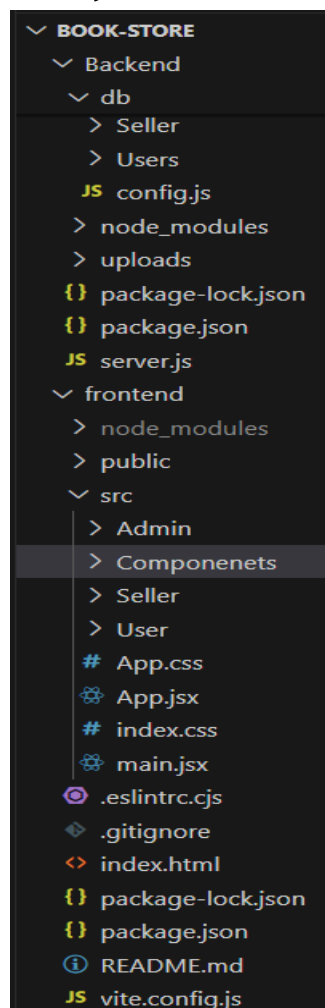 BOOK-STORE
Backend
db
Seller
Users
JS config.js
node_modules
uploads
{} package-lock.json
{} package.json
JS server.js
frontend
node_modules
public
src
Admin
Componenets
Seller
User
# App.css
App.jsx
# index.css
main.jsx
.eslintrc.cjs
.gitignore
<> index.html
{} package-lock.json
{} package.json
README.md
JS vite.config.js